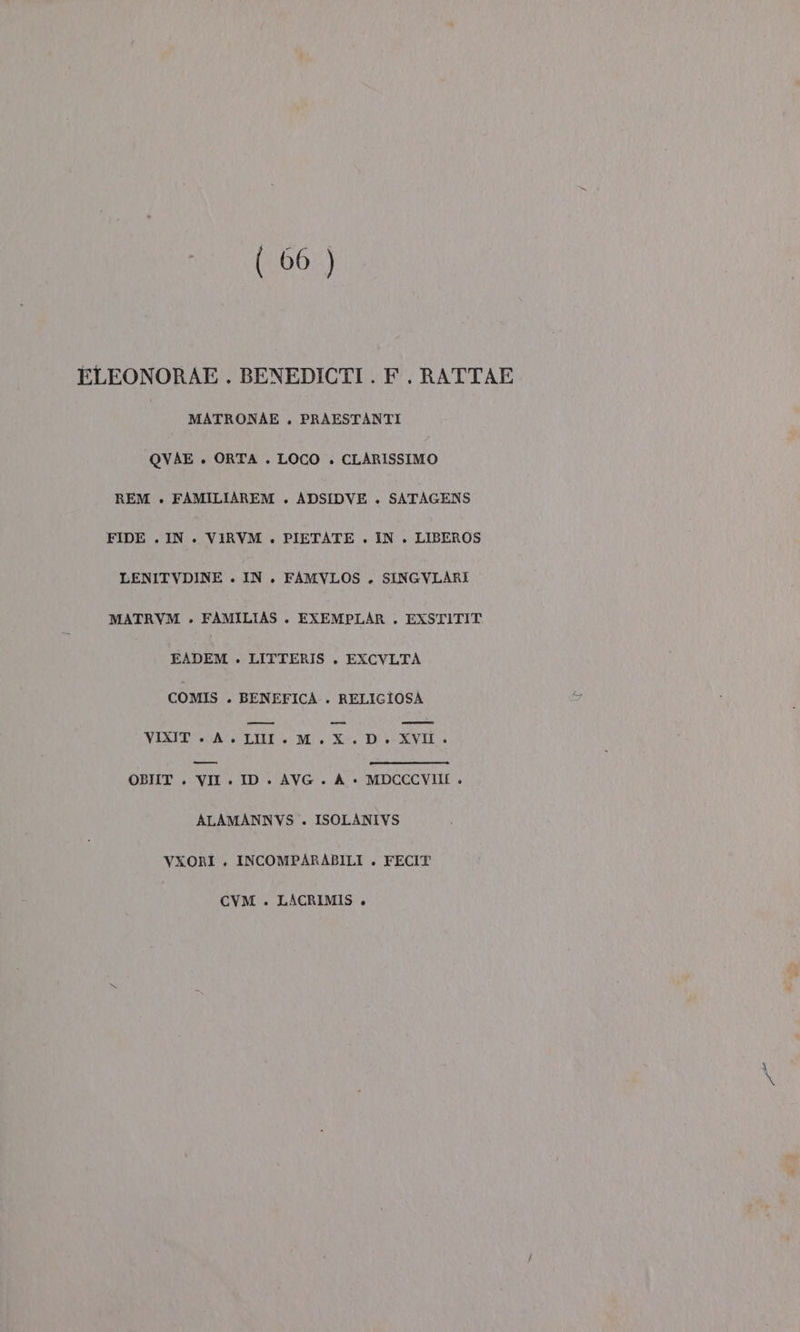 ( 66 )
ELEONORAE . BENEDICTI . F . RATTAE
MATRONAE . PRAESTANTI
QVAE . ORTA . LOCO . CLARISSIMO
REM . FAMILIAREM . ADSIDVE . SATAGENS
FIDE . IN . VIRVM . PIETATE . IN . LIBEROS
LENITVDINE . IN . FAMVLOS . SINGVLARI
MATRVM . FAMILIAS . EXEMPLAR . EXSTITIT
EADEM . LITTERIS . EXCVLTA
COMIS . BENEFICA . RELIGIOSA
VIXIT . A . LIII . M . X . D . XVII .
OBIIT . VII . ID . AVG . A . MDCCCVIII .
ALAMANNVS . ISOLANIVS
VXORI . INCOMPARABILI . FECIT
CVM . LACRIMIS .